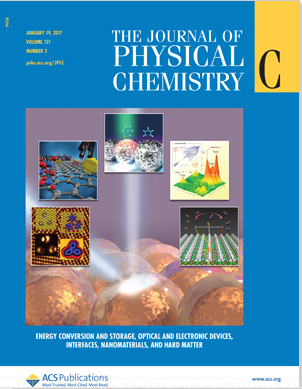 JANUARY 19, 2017
VOLUME 121
NUMBER 2
pubs.acs.org/JPCC
THE JOURNAL OF
PHYSICAL
CHEMISTRY
C
ENERGY CONVERSION AND STORAGE, OPTICAL AND ELECTRONIC DEVICES,
INTERFACES, NANOMATERIALS, AND HARD MATTER
ACS Publications
Most Trusted. Most Cited. Most Read.
www.acs.org